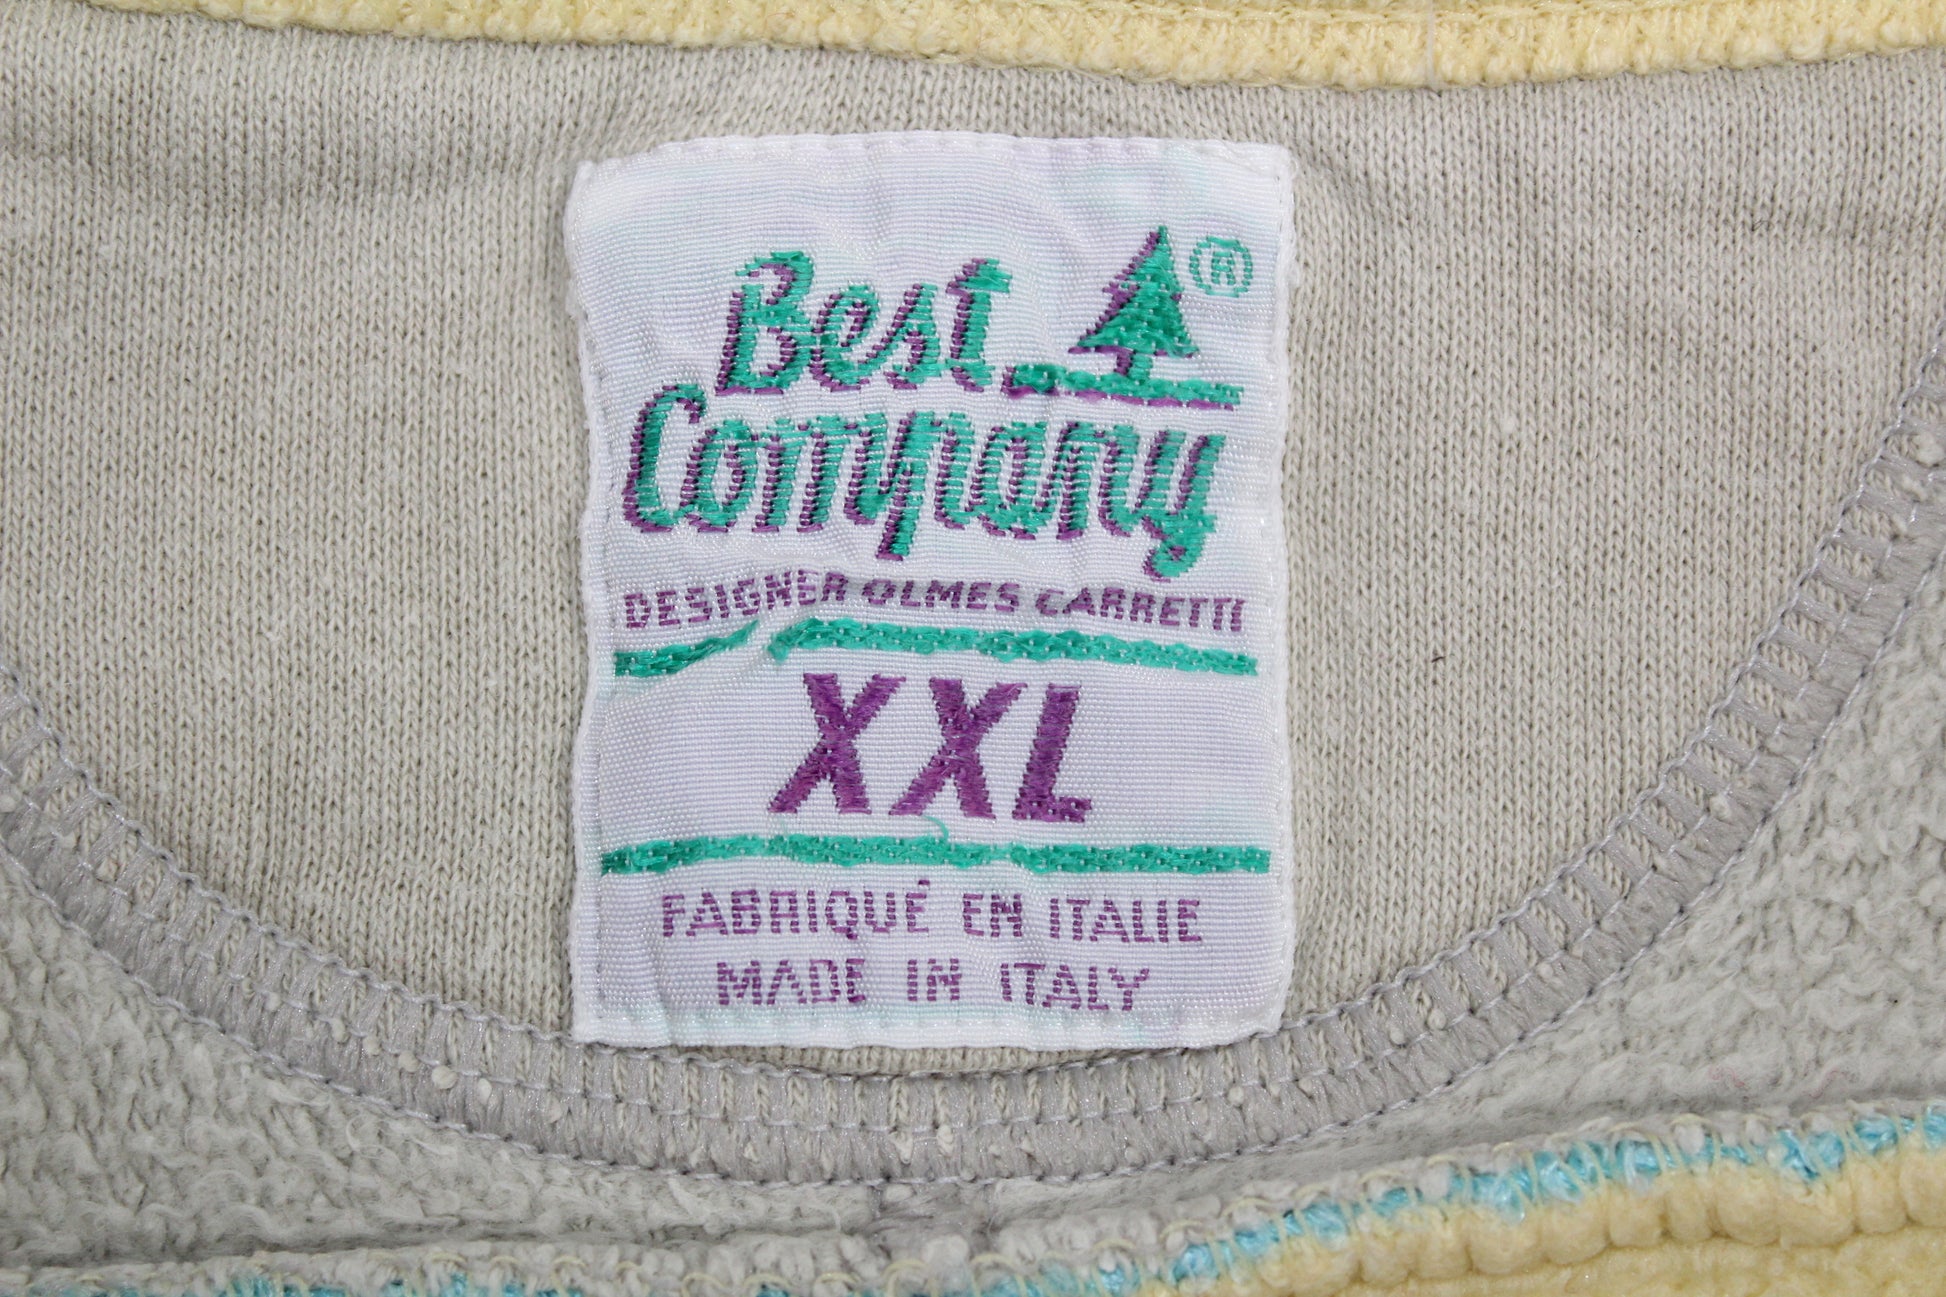 Best ®
Company
DESIGNER OLMES CARRETTI
XXL
FABRIQUÉ EN ITALIE
MADE IN ITALY